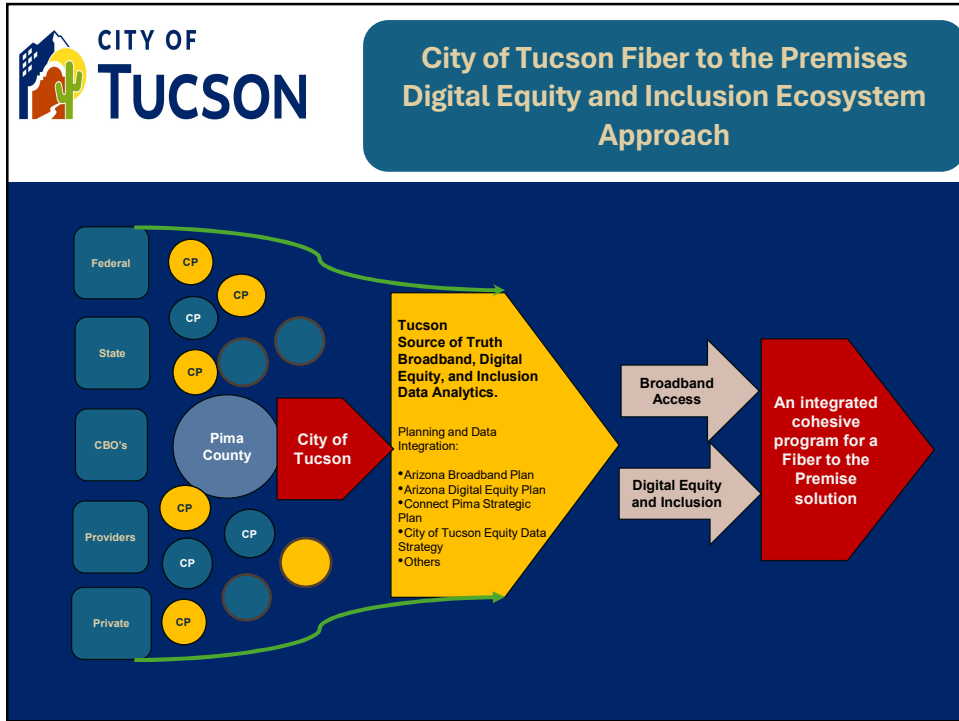 CITY OF
TUCSON
City of Tucson Fiber to the Premises
Digital Equity and Inclusion Ecosystem
Approach
Federal
State
CBO's
Providers
Private
CP
CP
CP
CP
Pima
County
CP
CP
CP
CP
City of
Tucson
Tucson
Source of Truth
Broadband, Digital
Equity, and Inclusion
Data Analytics.
Planning and Data
Integration:
•Arizona Broadband Plan
•Arizona Digital Equity Plan
•Connect Pima Strategic
Plan
•City of Tucson Equity Data
Strategy
•Others
Broadband
Access
Digital Equity
and Inclusion
An integrated
cohesive
program for a
Fiber to the
Premise
solution